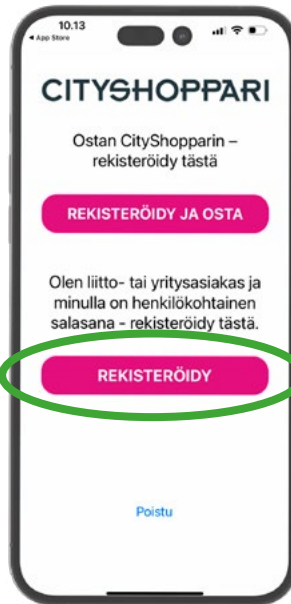 10.13
◀ App Store
CITYSHOPPARI
Ostan CityShopparin –
rekisteröidy tästä
REKISTERÖIDY JA OSTA
Olen liitto- tai yritysasiakas ja
minulla on henkilökohtainen
salasana - rekisteröidy tästä.
REKISTERÖIDY
Poistu